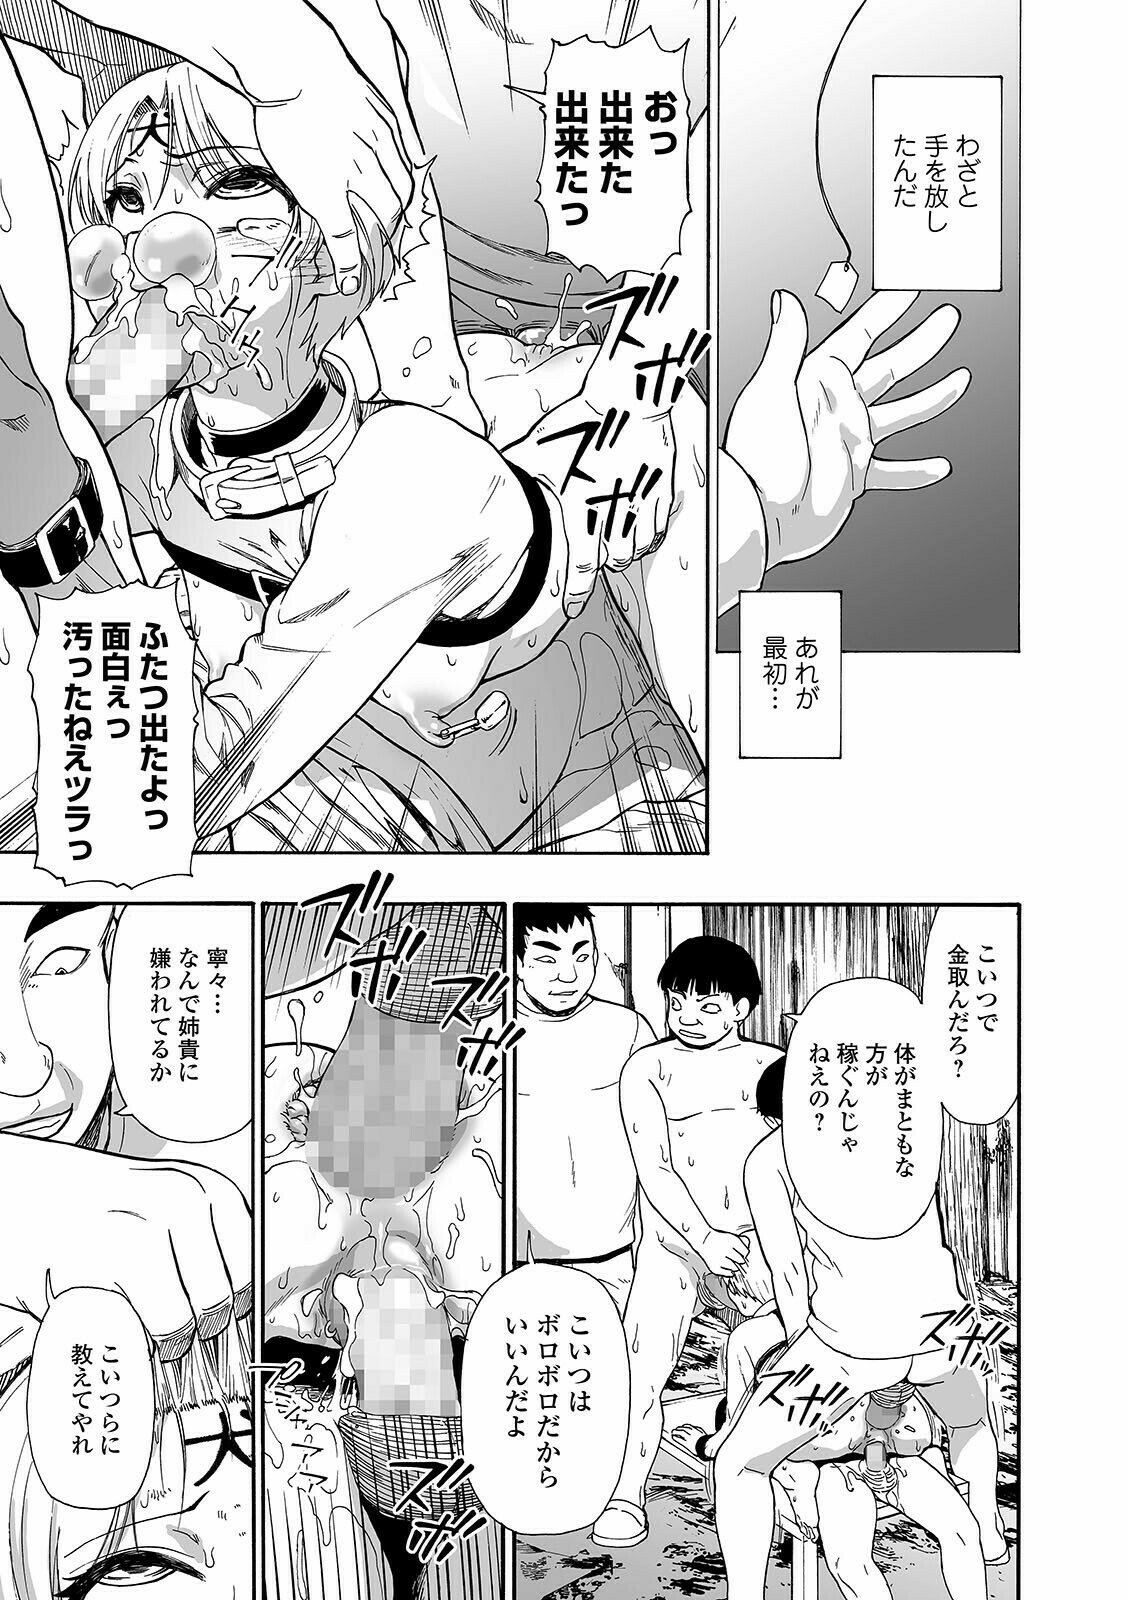 わざと
手を放し
たんだ
あれが
最初…
おっ
出来た
出来たっ
ズボ
ズボ
ズボ
ふたつ出たよっ
面白ぇっ
汚ったねえツラっ
犬
こいつで
金取んだろ？
体がまともな
方が
稼ぐんじゃ
ねえの？
こいつは
ボロボロだから
いいんだよ
ズボ
ズボ
ズボ
ズボ
寧々…
なんで姉貴に
嫌われてるか
こいつらに
教えてやれ
犬